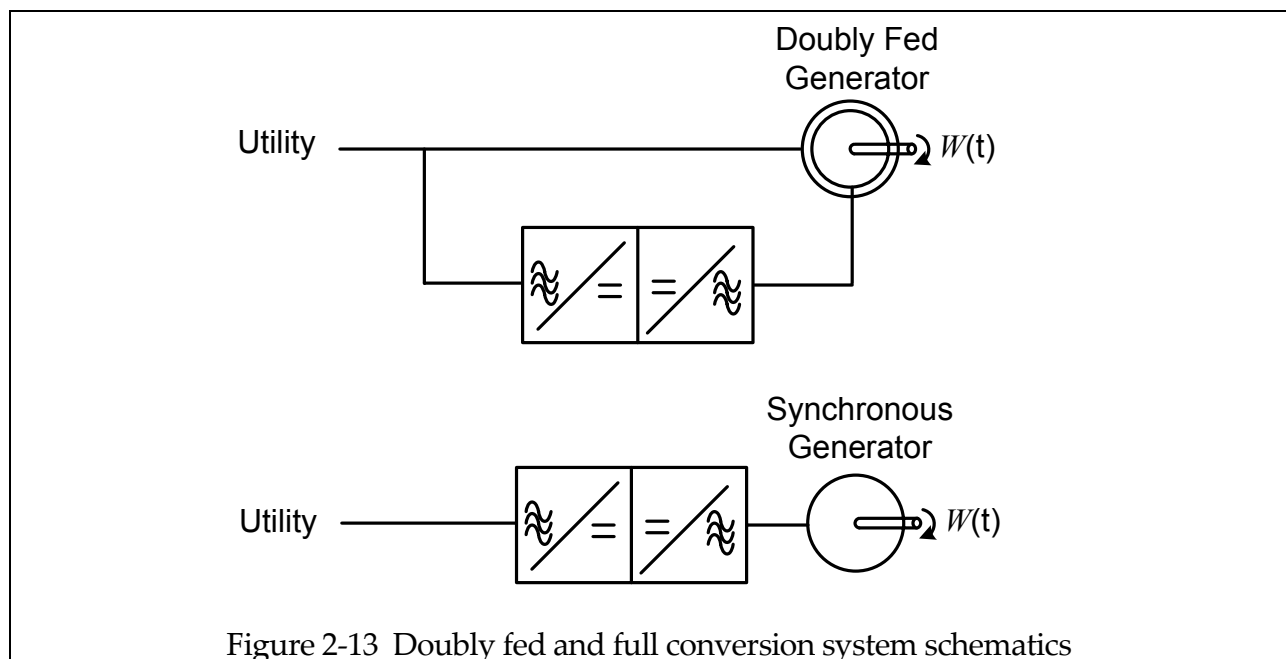 Doubly Fed
Generator
Utility
W(t)
Synchronous
Generator
Utility
W(t)
Figure 2-13 Doubly fed and full conversion system schematics